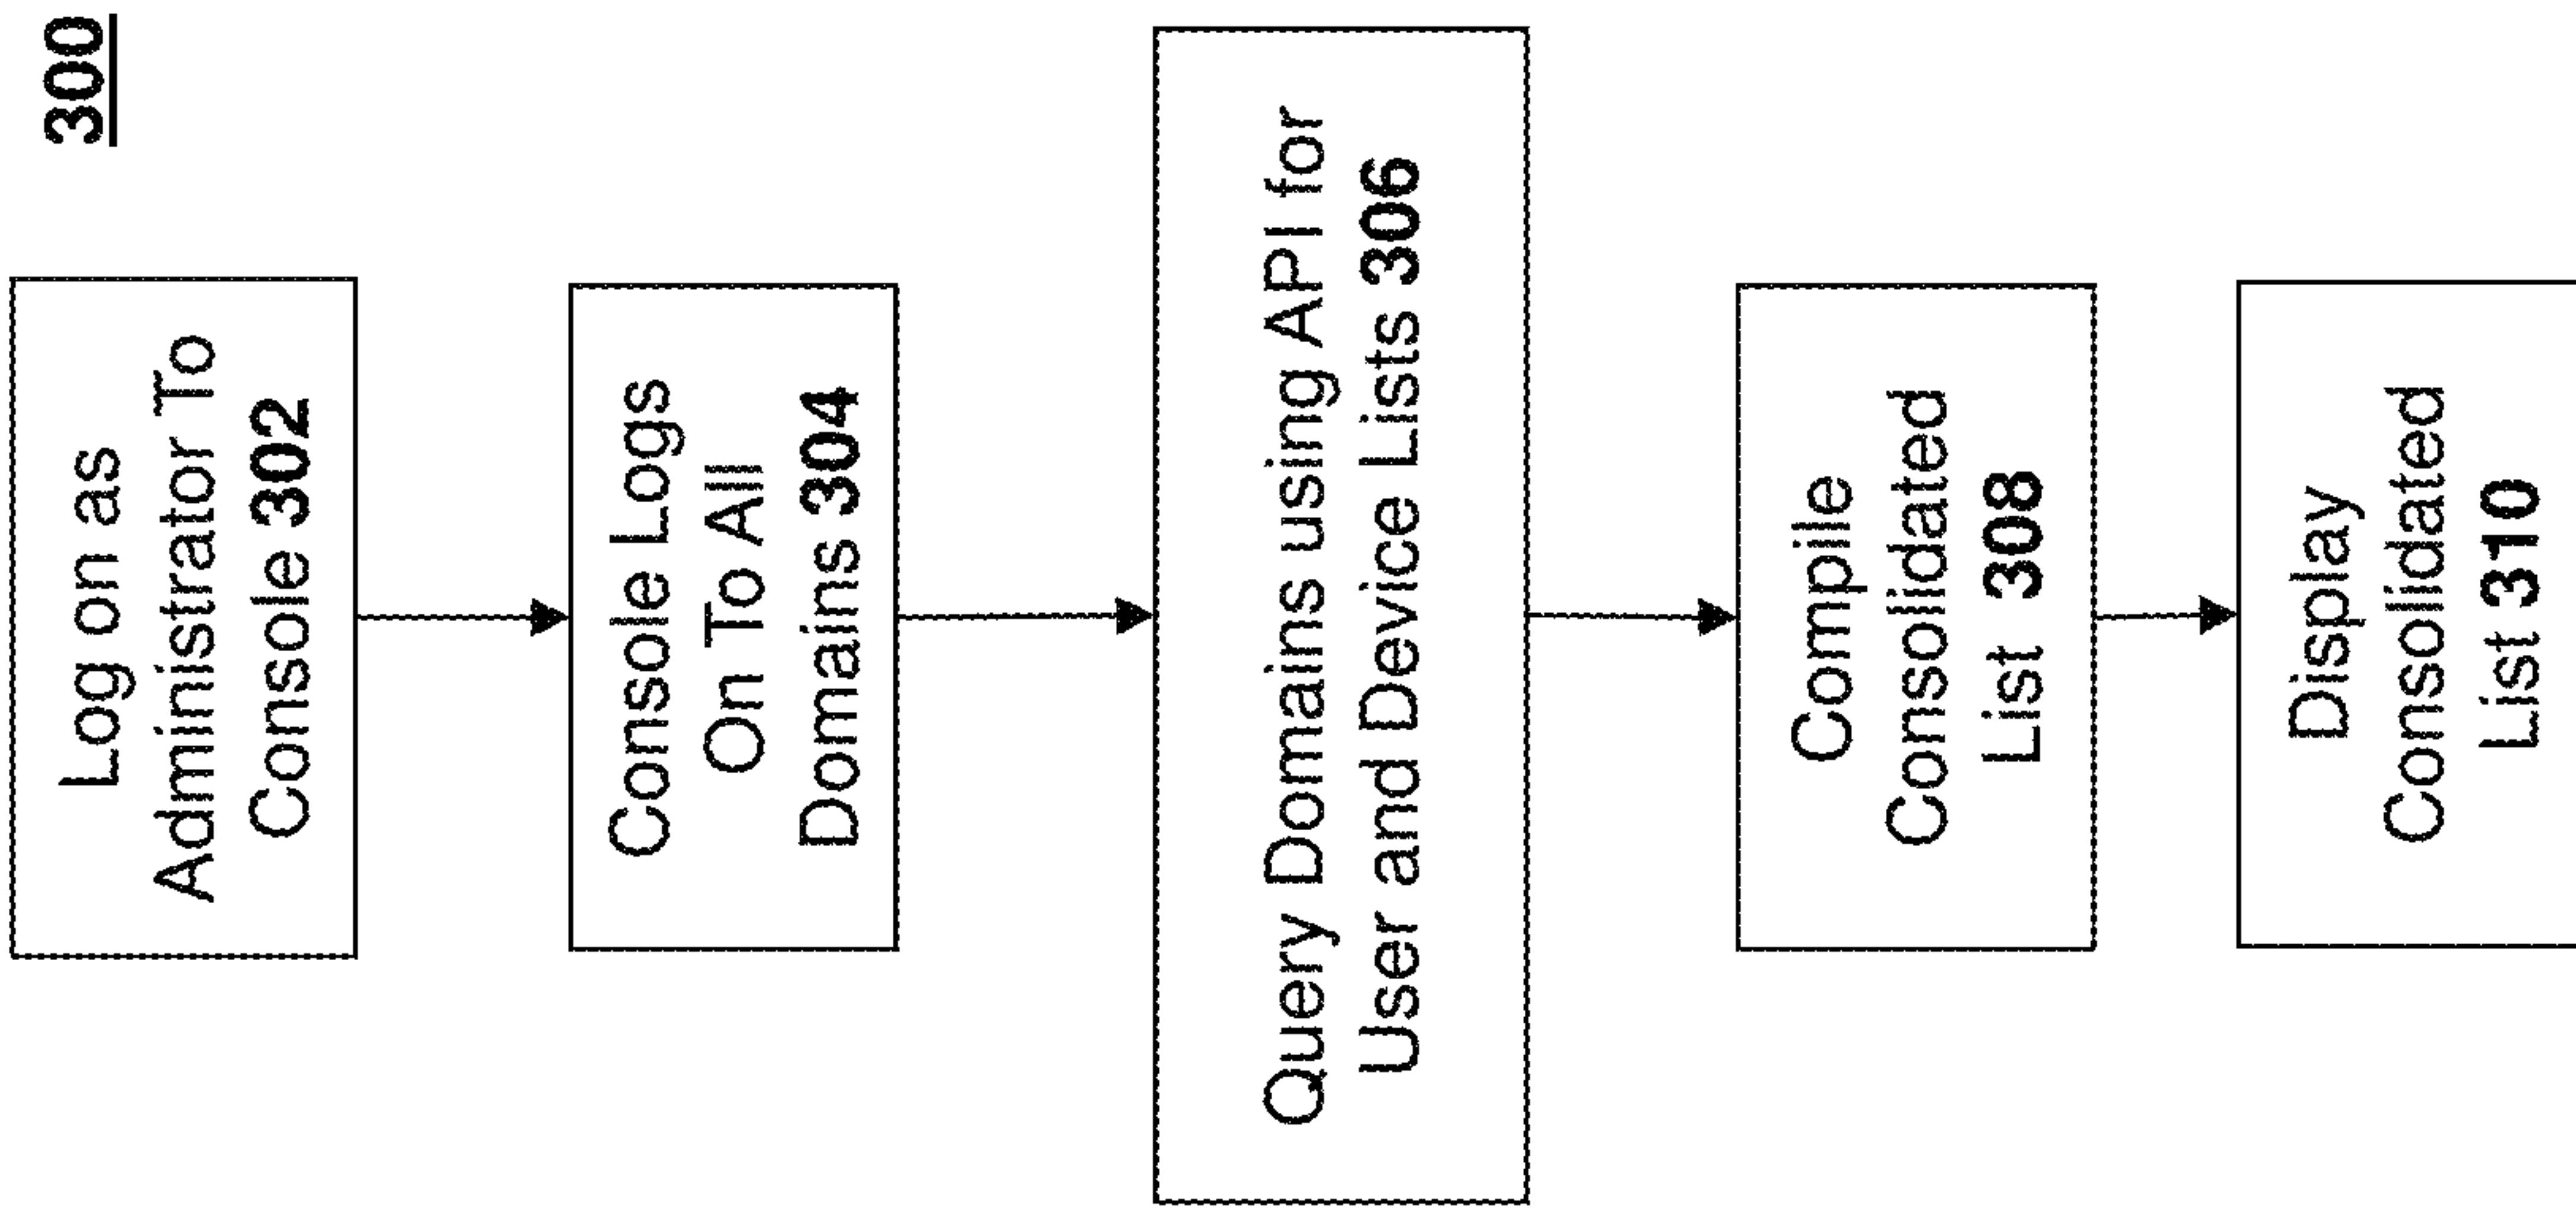 300
Log on as
Administrator To
Console 302
Console Logs
On To All
Domains 304
Query Domains using API for
User and Device Lists 306
Compile
Consolidated
List 308
Display
Consolidated
List 310